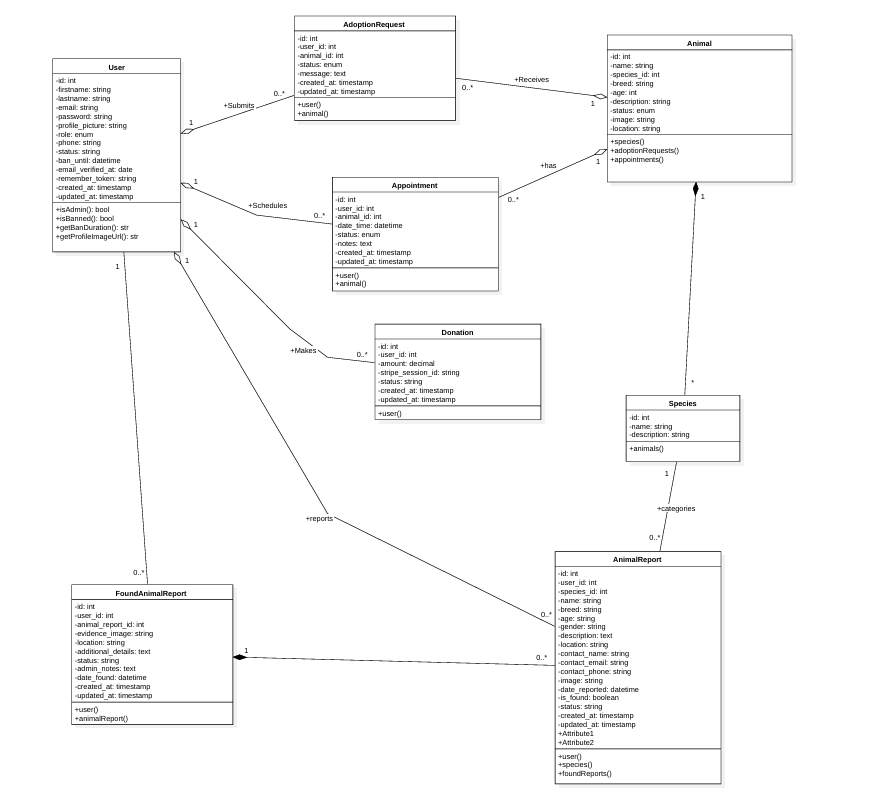 AdoptionRequest
-id: int
-user_id: int
-animal_id: int
-status: enum
-message: text
-created_at: timestamp
-updated_at: timestamp
+user()
+animal()
Animal
-id: int
-name: string
-species_id: int
-breed: string
-age: int
-description: string
-status: enum
-image: string
-location: string
+species()
+adoptionRequests()
+appointments()
User
-id: int
-firstname: string
-lastname: string
-email: string
-password: string
-profile_picture: string
-role: enum
-phone: string
-status: string
-ban_until: datetime
-email_verified_at: date
-remember_token: string
-created_at: timestamp
-updated_at: timestamp
+isAdmin(): bool
+isBanned(): bool
+getBanDuration(): str
+getProfileImageUrl(): str
1
+Submits
0..*
0..*
+Receives
1
1
+Schedules
0..*
0..*
+has
1
Appointment
-id: int
-user_id: int
-animal_id: int
-date_time: datetime
-status: enum
-notes: text
-created_at: timestamp
-updated_at: timestamp
+user()
+animal()
1
+Makes
0..*
Donation
-id: int
-user_id: int
-amount: decimal
-stripe_session_id: string
-status: string
-created_at: timestamp
-updated_at: timestamp
+user()
1
*
Species
-id: int
-name: string
-description: string
+animals()
1
+categories
0..*
1
+reports
0..*
1
0..*
FoundAnimalReport
-id: int
-user_id: int
-animal_report_id: int
-evidence_image: string
-location: string
-additional_details: text
-status: string
-admin_notes: text
-date_found: datetime
-created_at: timestamp
-updated_at: timestamp
+user()
+animalReport()
1
0..*
AnimalReport
-id: int
-user_id: int
-species_id: int
-name: string
-breed: string
-age: string
-gender: string
-description: text
-location: string
-contact_name: string
-contact_email: string
-contact_phone: string
-image: string
-date_reported: datetime
-is_found: boolean
-status: string
-created_at: timestamp
-updated_at: timestamp
+Attribute1
+Attribute2
+user()
+species()
+foundReports()